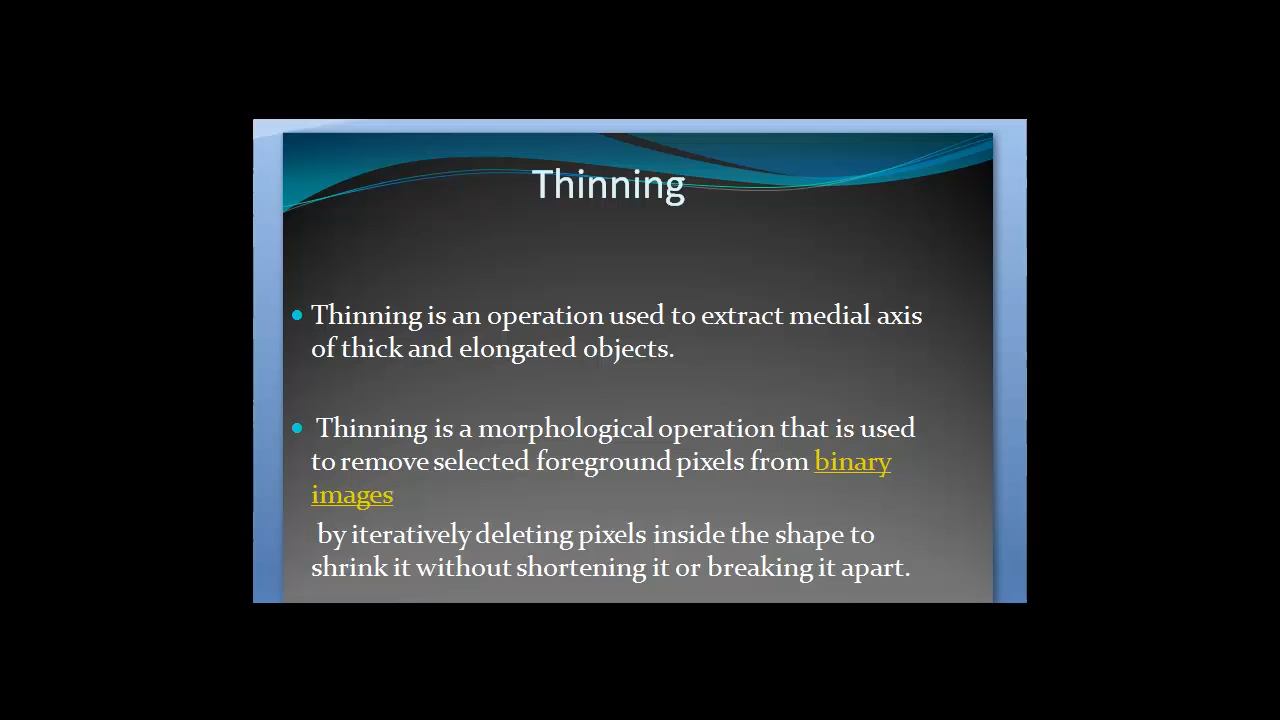 Thinning
• Thinning is an operation used to extract medial axis
of thick and elongated objects.
• Thinning is a morphological operation that is used
to remove selected foreground pixels from binary
images
by iteratively deleting pixels inside the shape to
shrink it without shortening it or breaking it apart.